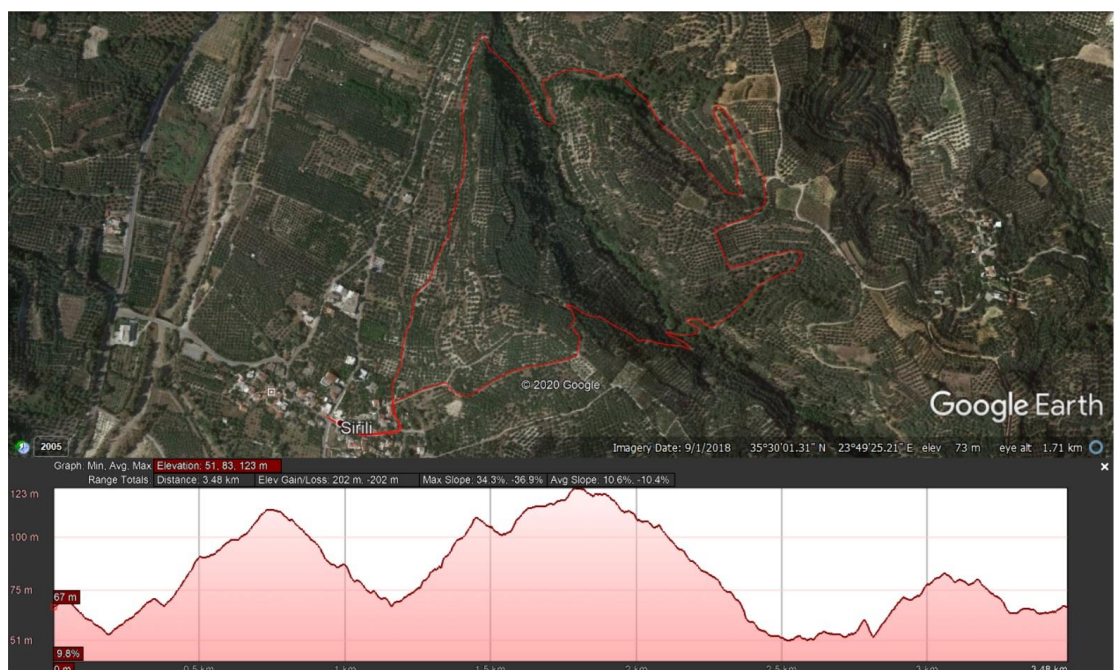 Sirili
© 2020 Google
Google Earth
2005
Imagery Date: 9/1/2018 35°30'01.31" N 23°49'25.21" E elev 73 m eye alt 1.71 km
Graph: Min, Avg, Max Elevation: 51, 83, 123 m
Range Totals: Distance: 3.48 km Elev Gain/Loss: 202 m, -202 m Max Slope: 34.3%, -36.9% Avg Slope: 10.6%, -10.4%
123 m
100 m
75 m
67 m
51 m
9.8%
0 m 0.5 km 1 km 1.5 km 2 km 2.5 km 3 km 3.48 km